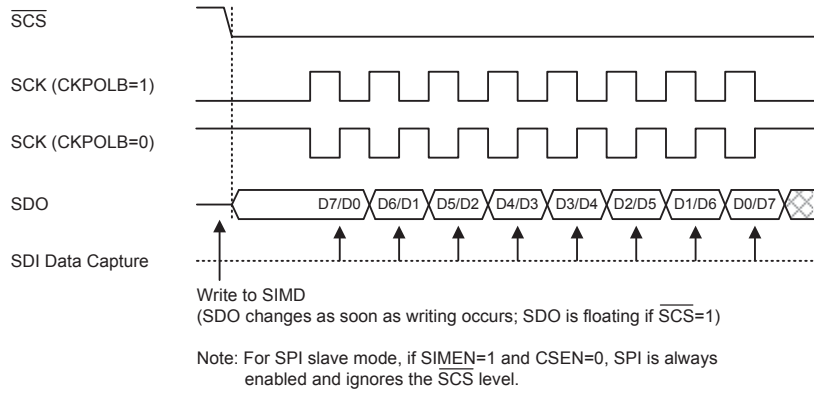 SCS
SCK (CKPOLB=1)
SCK (CKPOLB=0)
SDO D7/D0 D6/D1 D5/D2 D4/D3 D3/D4 D2/D5 D1/D6 D0/D7
SDI Data Capture
Write to SIMD
(SDO changes as soon as writing occurs; SDO is floating if SCS=1)
Note: For SPI slave mode, if SIMEN=1 and CSEN=0, SPI is always
enabled and ignores the SCS level.